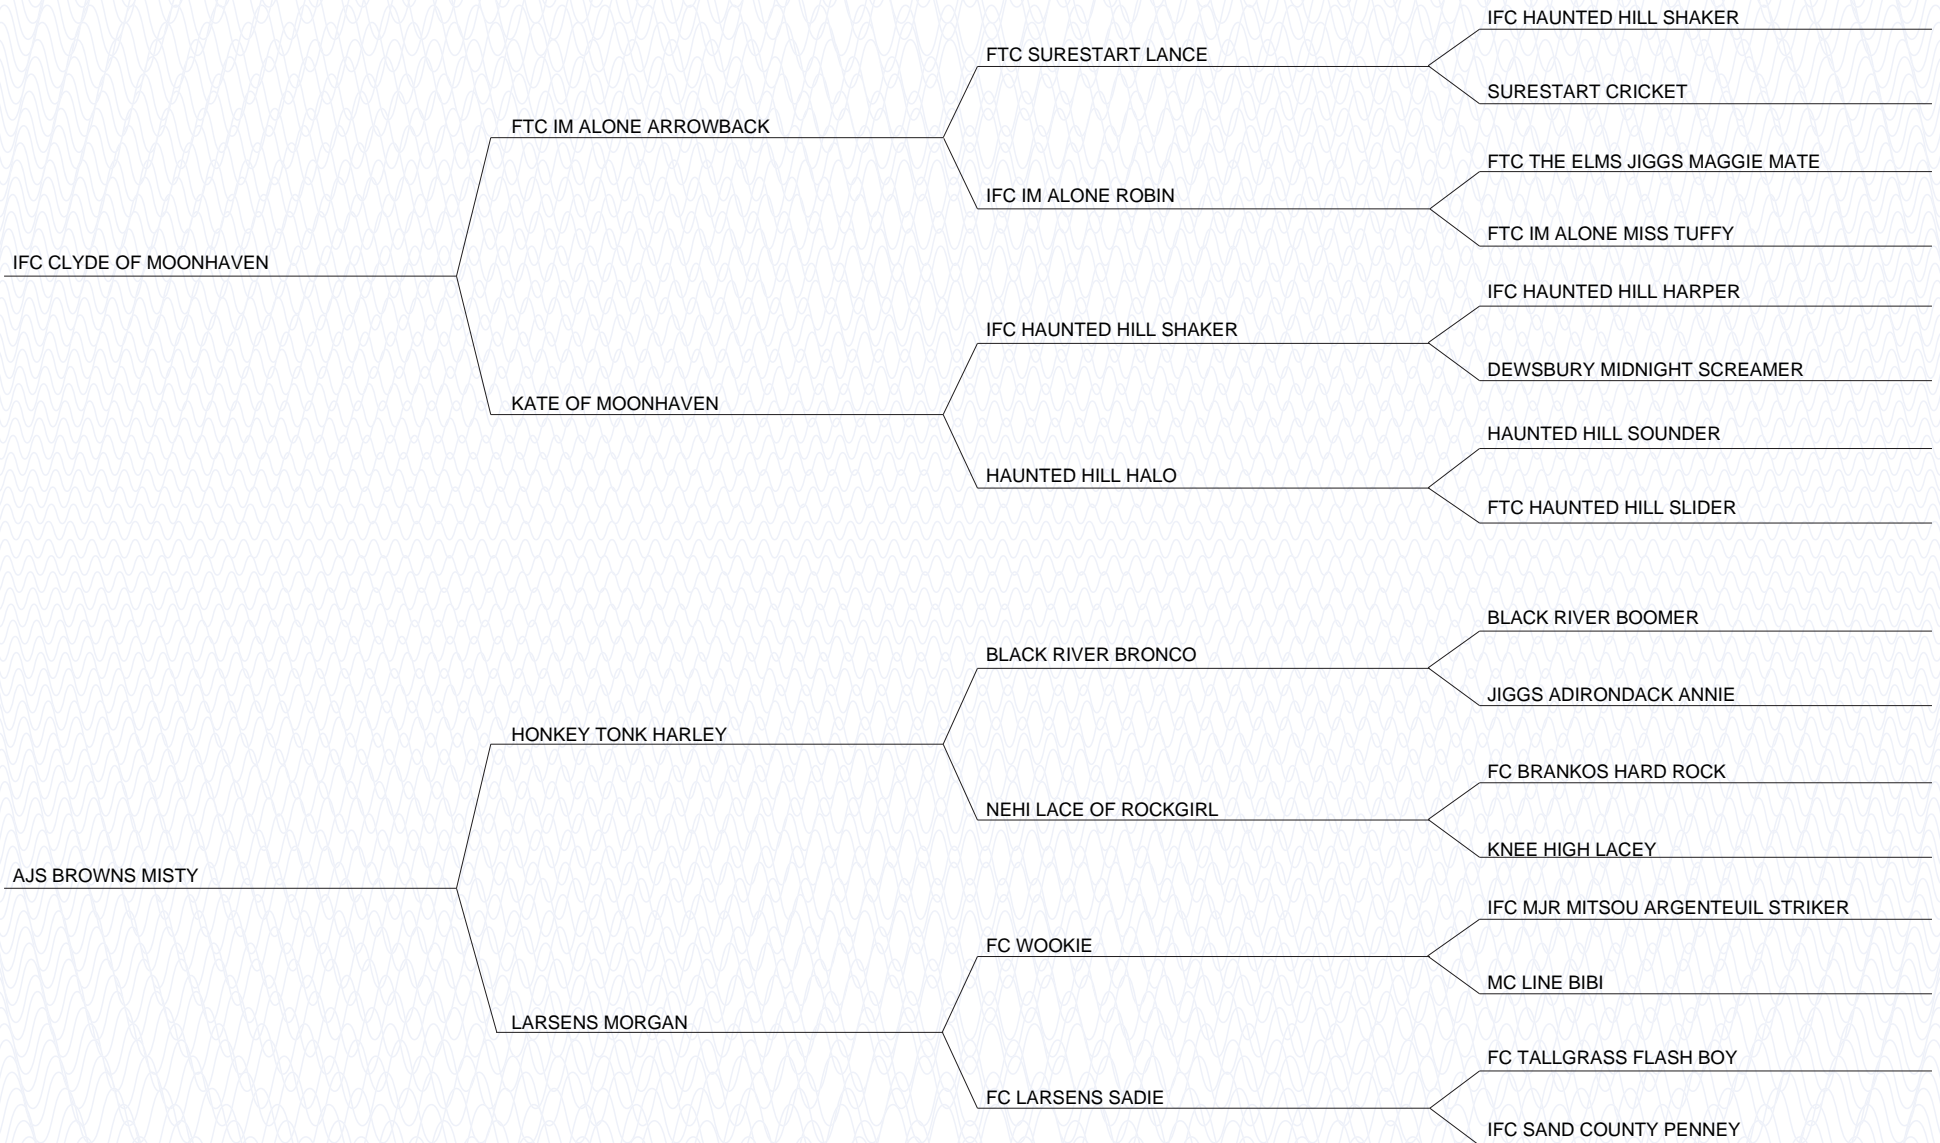 IFC HAUNTED HILL SHAKER
FTC SURESTART LANCE
SURESTART CRICKET
FTC IM ALONE ARROWBACK
FTC THE ELMS JIGGS MAGGIE MATE
IFC IM ALONE ROBIN
FTC IM ALONE MISS TUFFY
IFC CLYDE OF MOONHAVEN
IFC HAUNTED HILL HARPER
IFC HAUNTED HILL SHAKER
DEWSBURY MIDNIGHT SCREAMER
KATE OF MOONHAVEN
HAUNTED HILL SOUNDER
HAUNTED HILL HALO
FTC HAUNTED HILL SLIDER
BLACK RIVER BOOMER
BLACK RIVER BRONCO
JIGGS ADIRONDACK ANNIE
HONKEY TONK HARLEY
FC BRANKOS HARD ROCK
NEHI LACE OF ROCKGIRL
KNEE HIGH LACEY
AJS BROWNS MISTY
IFC MJR MITSOU ARGENTEUIL STRIKER
FC WOOKIE
MC LINE BIBI
LARSENS MORGAN
FC TALLGRASS FLASH BOY
FC LARSENS SADIE
IFC SAND COUNTY PENNEY